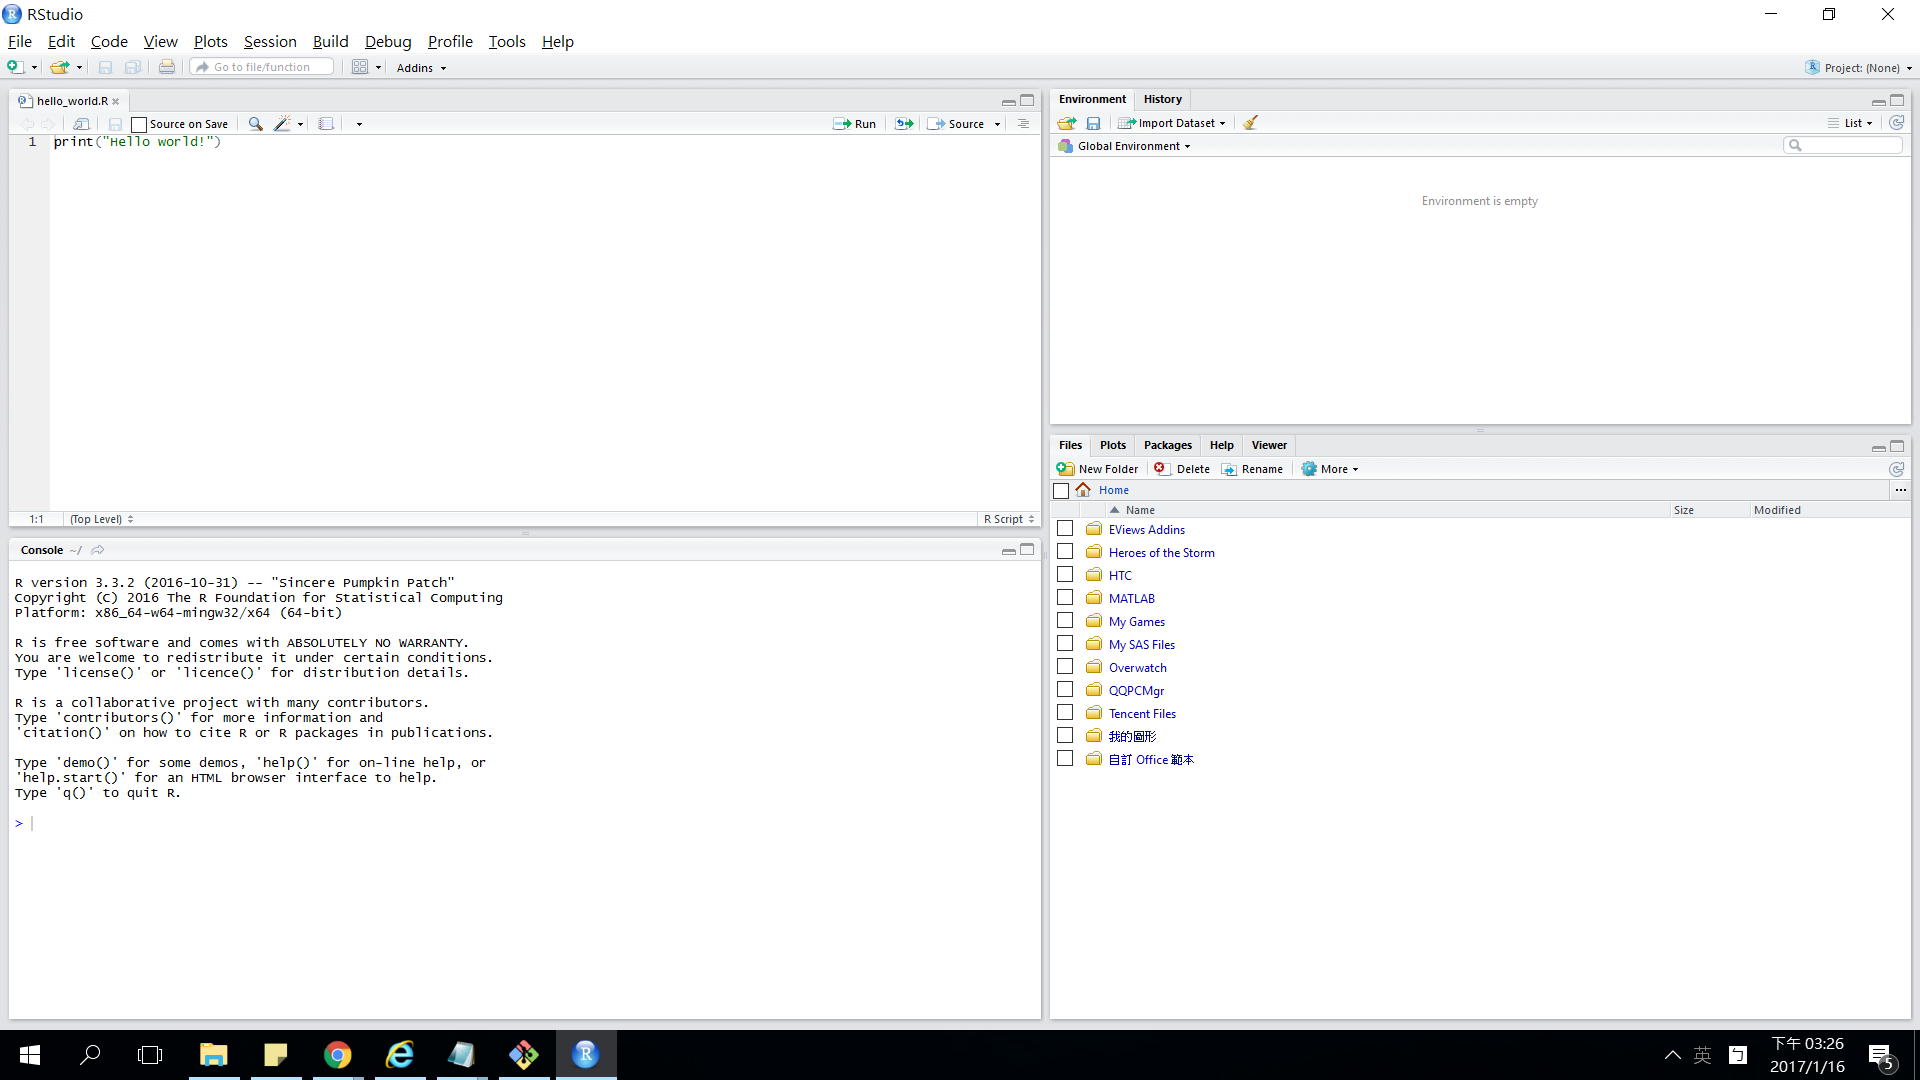 RStudio
File Edit Code View Plots Session Build Debug Profile Tools Help
Go to file/function Addins Project: (None)
hello_world.R
Source on Save Run Source
1 print("Hello world!")
1:1 (Top Level) R Script
Console ~/
R version 3.3.2 (2016-10-31) -- "Sincere Pumpkin Patch"
Copyright (C) 2016 The R Foundation for Statistical Computing
Platform: x86_64-w64-mingw32/x64 (64-bit)
R is free software and comes with ABSOLUTELY NO WARRANTY.
You are welcome to redistribute it under certain conditions.
Type 'license()' or 'licence()' for distribution details.
R is a collaborative project with many contributors.
Type 'contributors()' for more information and
'citation()' on how to cite R or R packages in publications.
Type 'demo()' for some demos, 'help()' for on-line help, or
'help.start()' for an HTML browser interface to help.
Type 'q()' to quit R.
>
Environment History
Import Dataset List
Global Environment
Environment is empty
Files Plots Packages Help Viewer
New Folder Delete Rename More
Home ...
Name Size Modified
EViews Addins
Heroes of the Storm
HTC
MATLAB
My Games
My SAS Files
Overwatch
QQPCMgr
Tencent Files
我的圖形
自訂 Office 範本
英 ㄅ 下午 03:26
2017/1/16 5